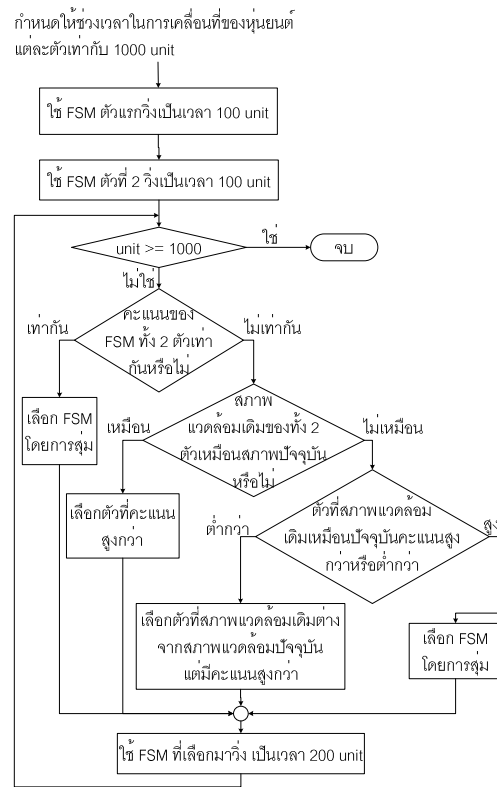 กำหนดให้ช่วงเวลาในการเคลื่อนที่ของหุ่นยนต์
แต่ละตัวเท่ากับ 1000 unit
ใช้ FSM ตัวแรกวิ่งเป็นเวลา 100 unit
ใช้ FSM ตัวที่ 2 วิ่งเป็นเวลา 100 unit
unit >= 1000
ใช่
จบ
ไม่ใช่
คะแนนของ
FSM ทั้ง 2 ตัวเท่า
กันหรือไม่
เท่ากัน
ไม่เท่ากัน
เลือก FSM
โดยการสุ่ม
สภาพ
แวดล้อมเดิมของทั้ง 2
ตัวเหมือนสภาพปัจจุบัน
หรือไม่
เหมือน
ไม่เหมือน
เลือกตัวที่คะแนน
สูงกว่า
ตัวที่สภาพแวดล้อม
เดิมเหมือนปัจจุบันคะแนนสูง
กว่าหรือต่ำกว่า
ต่ำกว่า
สูง
เลือกตัวที่สภาพแวดล้อมเดิมต่าง
จากสภาพแวดล้อมปัจจุบัน
แต่มีคะแนนสูงกว่า
เลือก FSM
โดยการสุ่ม
ใช้ FSM ที่เลือกมาวิ่ง เป็นเวลา 200 unit